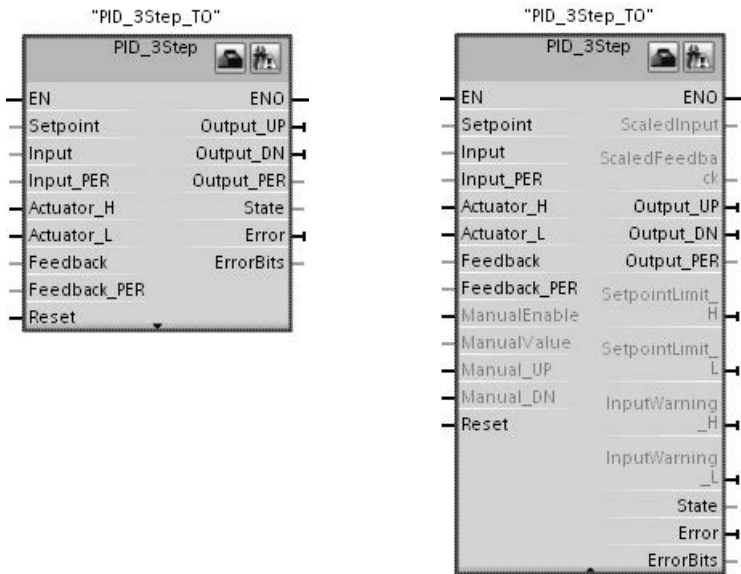 "PID_3Step_TO"
PID_3Step
EN ENO
Setpoint Output_UP
Input Output_DN
Input_PER Output_PER
Actuator_H State
Actuator_L Error
Feedback ErrorBits
Feedback_PER
Reset
"PID_3Step_TO"
PID_3Step
EN ENO
Setpoint ScaledInput
Input ScaledFeedba
Input_PER ck
Actuator_H Output_UP
Actuator_L Output_DN
Feedback Output_PER
Feedback_PER SetpointLimit_
ManualEnable H
ManualValue SetpointLimit_
Manual_UP L
Manual_DN InputWarning
Reset _H
InputWarning
_L
State
Error
ErrorBits